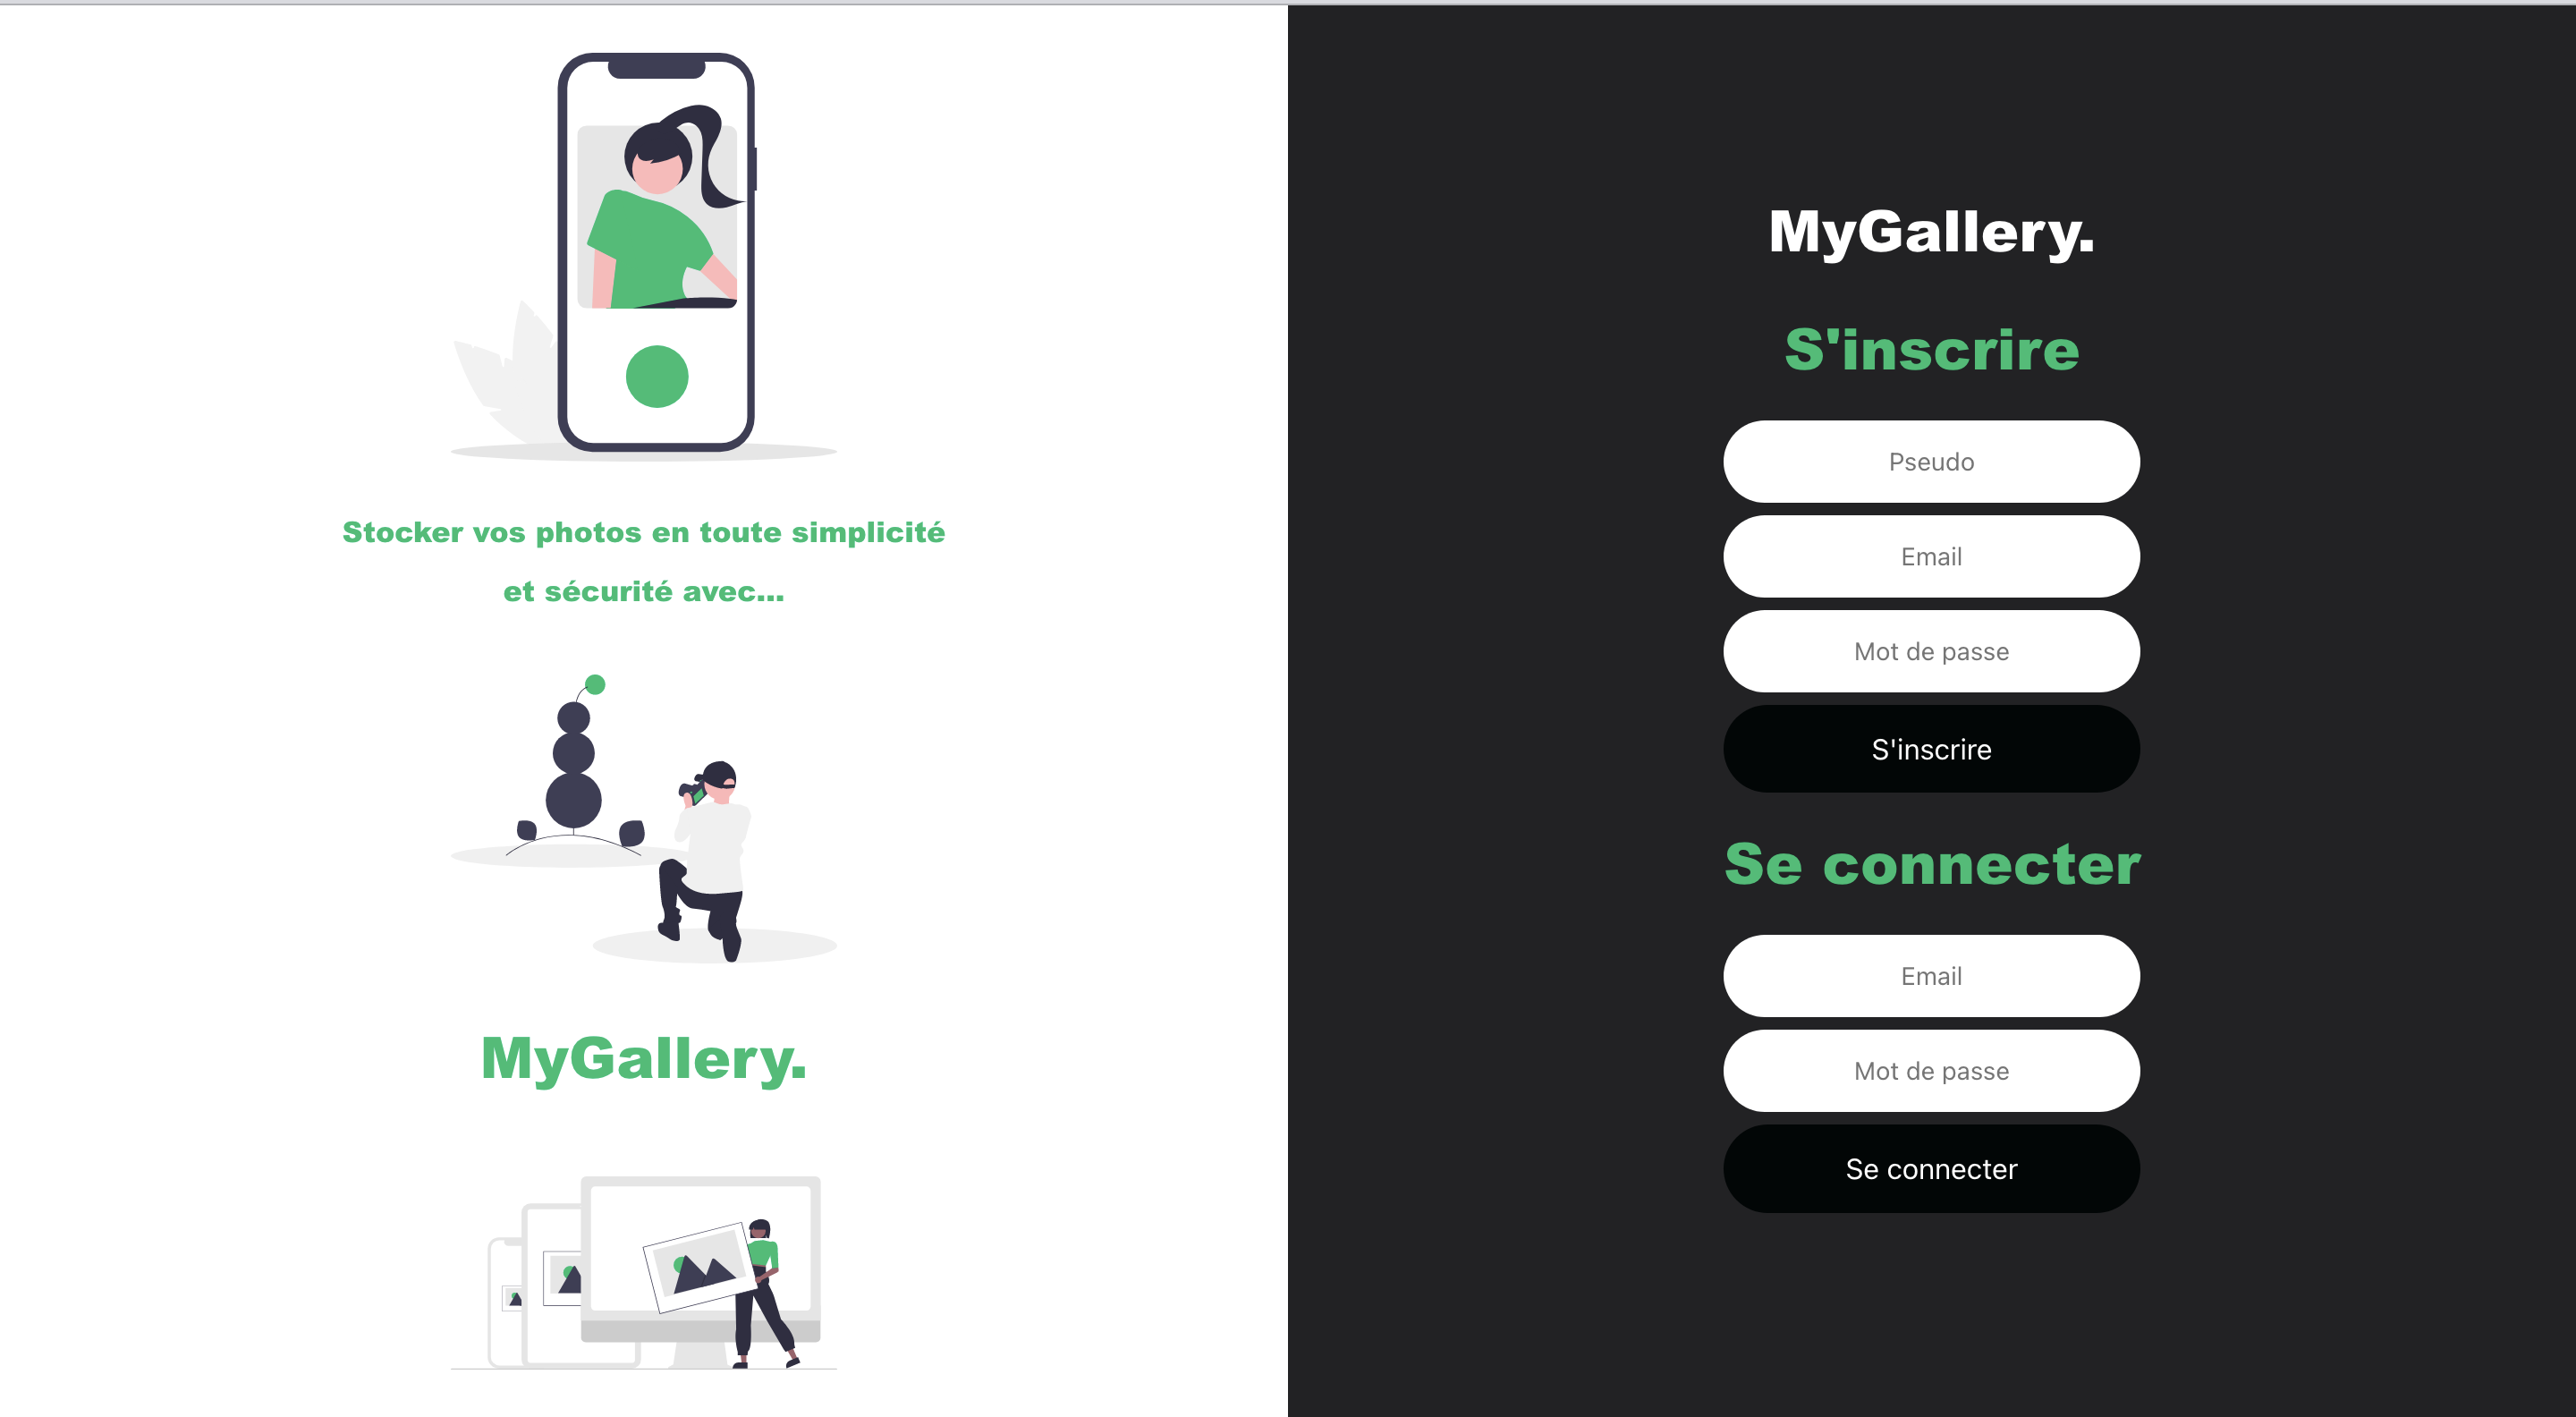 Stocker vos photos en toute simplicité
et sécurité avec...
MyGallery.
MyGallery.
S'inscrire
Pseudo
Email
Mot de passe
S'inscrire
Se connecter
Email
Mot de passe
Se connecter